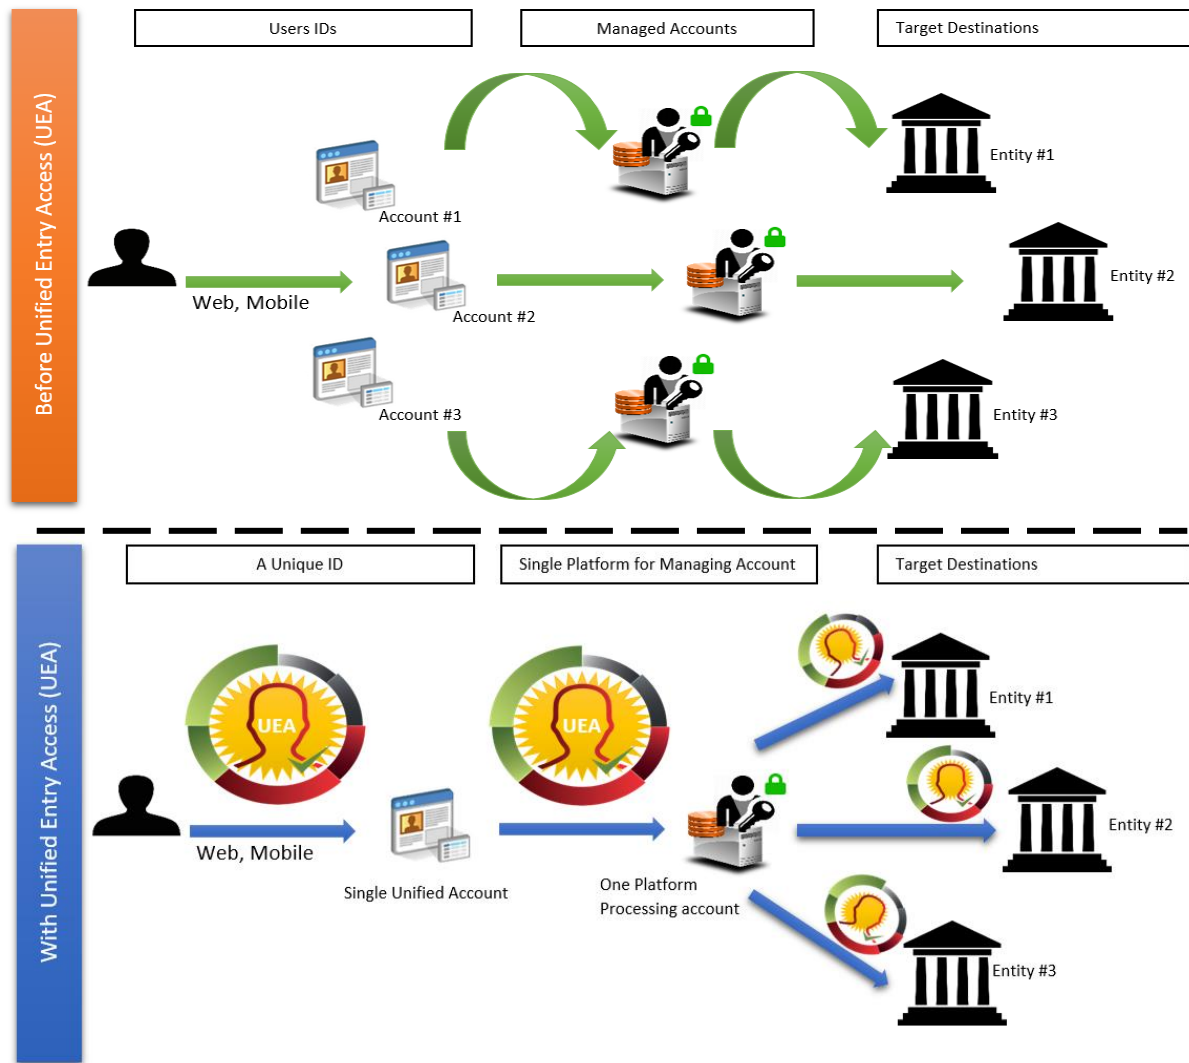 Users IDs
Managed Accounts
Target Destinations
Before Unified Entry Access (UEA)
Entity #1
Account #1
Web, Mobile
Account #2
Entity #2
Account #3
Entity #3
A Unique ID
Single Platform for Managing Account
Target Destinations
With Unified Entry Access (UEA)
UEA
UEA
Entity #1
Web, Mobile
Entity #2
Single Unified Account
One Platform
Processing account
Entity #3